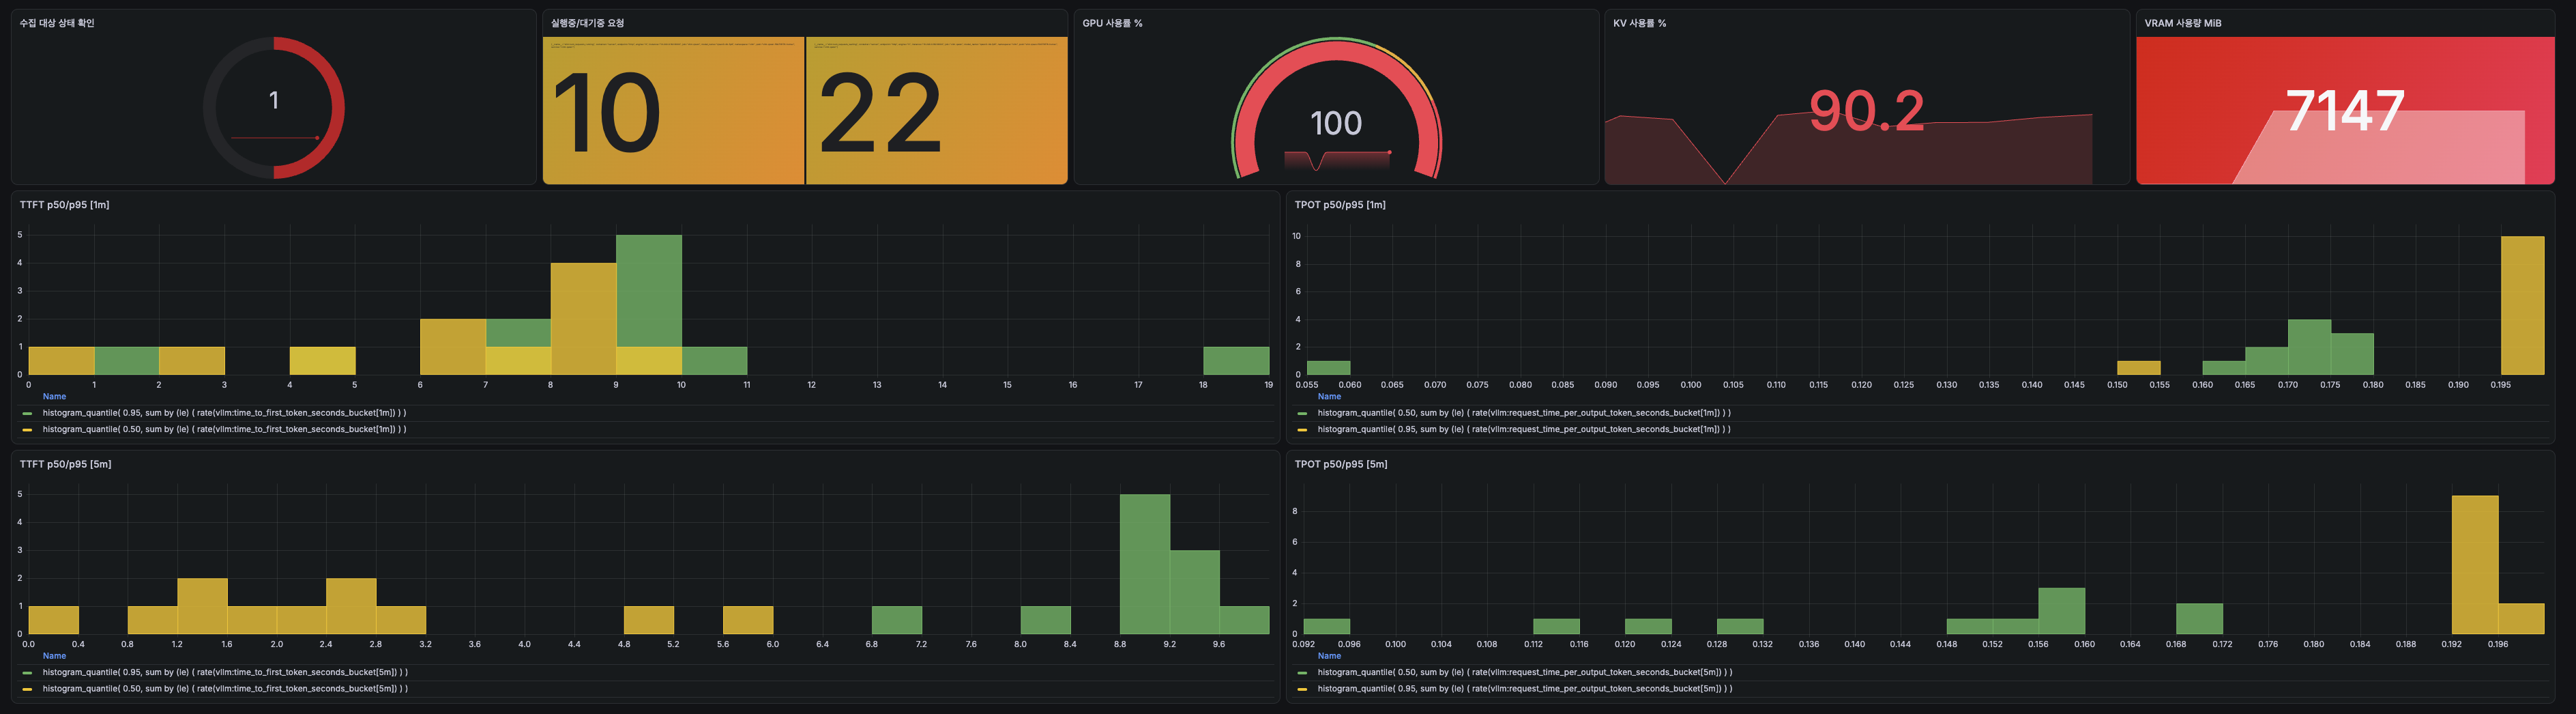 수집 대상 상태 확인
1
실행중/대기중 요청
10
22
GPU 사용률 %
100
KV 사용률 %
90.2
VRAM 사용량 MiB
7147
TTFT p50/p95 [1m]
5
4
3
2
1
0
0 1 2 3 4 5 6 7 8 9 10 11 12 13 14 15 16 17 18 19
Name
histogram_quantile( 0.95, sum by (le) ( rate(vllm:time_to_first_token_seconds_bucket[1m]) ) )
histogram_quantile( 0.50, sum by (le) ( rate(vllm:time_to_first_token_seconds_bucket[1m]) ) )
TPOT p50/p95 [1m]
10
8
6
4
2
0
0.055 0.060 0.065 0.070 0.075 0.080 0.085 0.090 0.095 0.100 0.105 0.110 0.115 0.120 0.125 0.130 0.135 0.140 0.145 0.150 0.155 0.160 0.165 0.170 0.175 0.180 0.185 0.190 0.195
Name
histogram_quantile( 0.50, sum by (le) ( rate(vllm:request_time_per_output_token_seconds_bucket[1m]) ) )
histogram_quantile( 0.95, sum by (le) ( rate(vllm:request_time_per_output_token_seconds_bucket[1m]) ) )
TTFT p50/p95 [5m]
5
4
3
2
1
0
0.0 0.4 0.8 1.2 1.6 2.0 2.4 2.8 3.2 3.6 4.0 4.4 4.8 5.2 5.6 6.0 6.4 6.8 7.2 7.6 8.0 8.4 8.8 9.2 9.6
Name
histogram_quantile( 0.95, sum by (le) ( rate(vllm:time_to_first_token_seconds_bucket[5m]) ) )
histogram_quantile( 0.50, sum by (le) ( rate(vllm:time_to_first_token_seconds_bucket[5m]) ) )
TPOT p50/p95 [5m]
8
6
4
2
0
0.092 0.096 0.100 0.104 0.108 0.112 0.116 0.120 0.124 0.128 0.132 0.136 0.140 0.144 0.148 0.152 0.156 0.160 0.164 0.168 0.172 0.176 0.180 0.184 0.188 0.192 0.196
Name
histogram_quantile( 0.50, sum by (le) ( rate(vllm:request_time_per_output_token_seconds_bucket[5m]) ) )
histogram_quantile( 0.95, sum by (le) ( rate(vllm:request_time_per_output_token_seconds_bucket[5m]) ) )